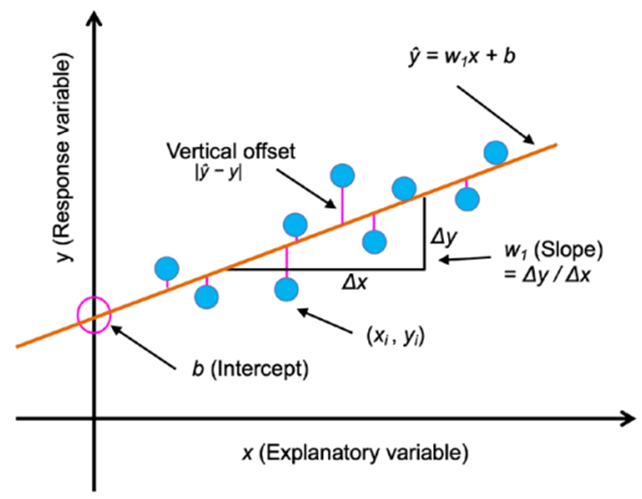 ŷ = w₁x + b
y (Response variable)
Vertical offset
|ŷ − y|
Δy
w₁ (Slope)
= Δy / Δx
Δx
(xᵢ , yᵢ)
b (Intercept)
x (Explanatory variable)